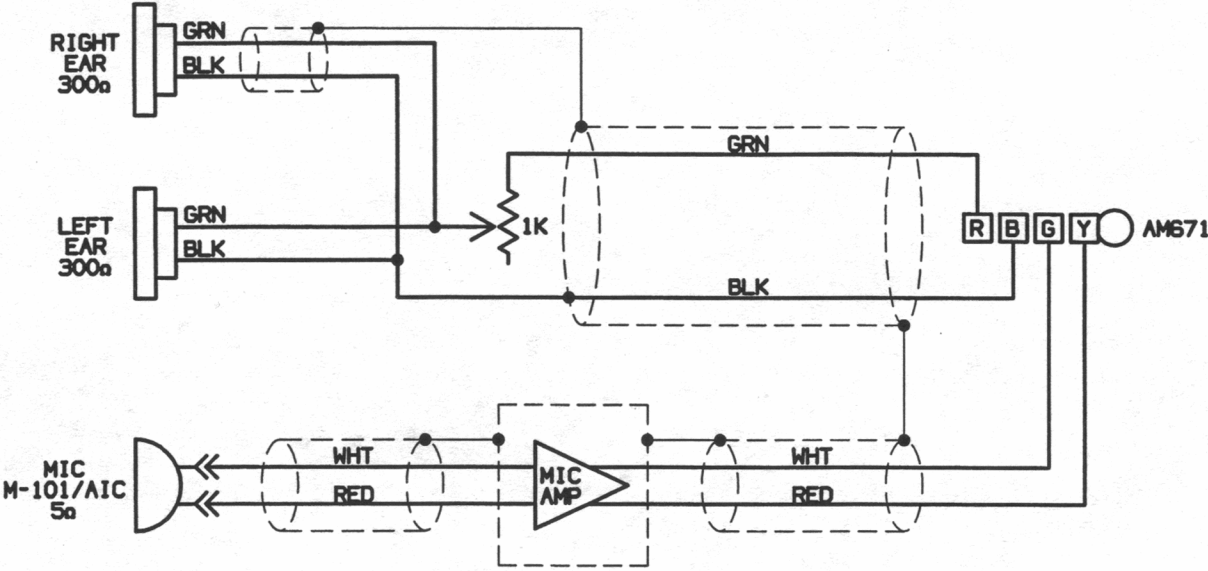 RIGHT
EAR
300Ω
GRN
BLK
LEFT
EAR
300Ω
GRN
BLK
1K
GRN
BLK
R B G Y
AM671
MIC
M-101/AIC
5Ω
WHT
RED
MIC
AMP
WHT
RED